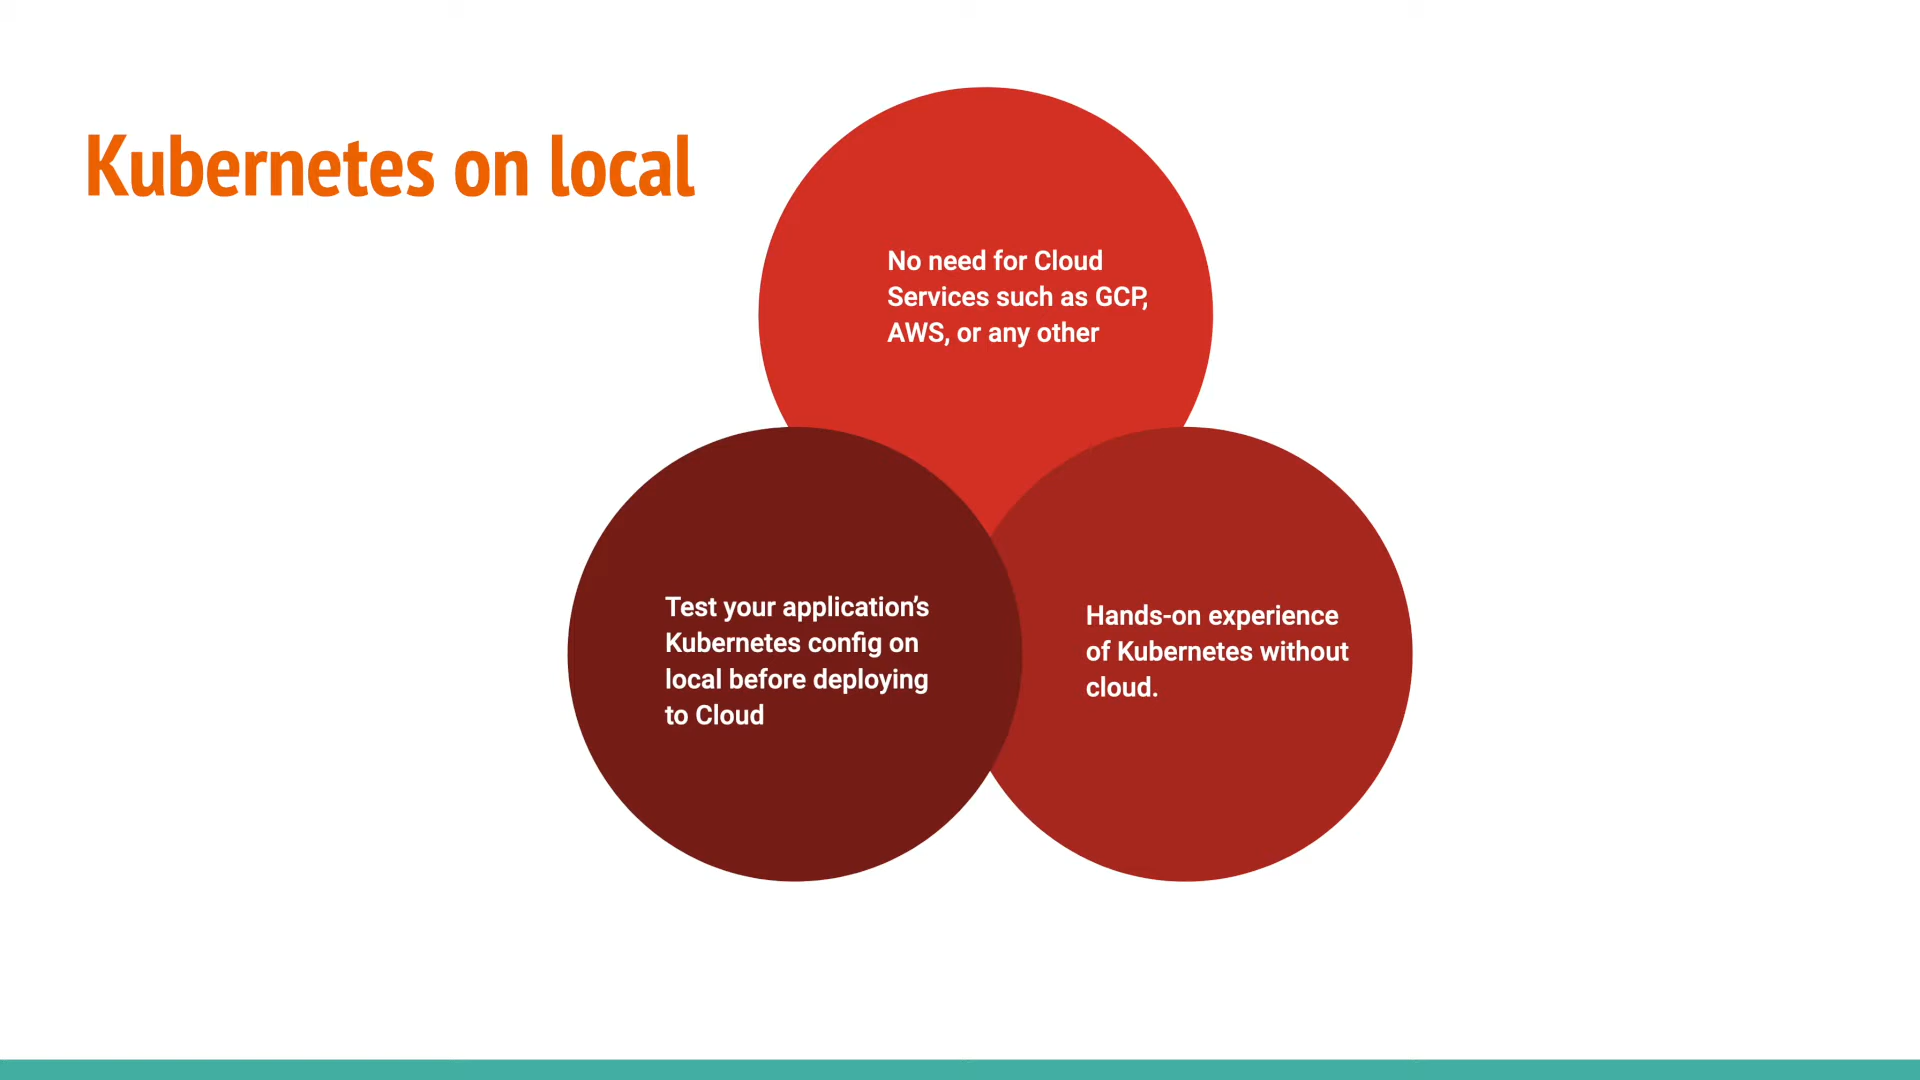 Kubernetes on local
No need for Cloud
Services such as GCP,
AWS, or any other
Test your application’s
Kubernetes config on
local before deploying
to Cloud
Hands-on experience
of Kubernetes without
cloud.